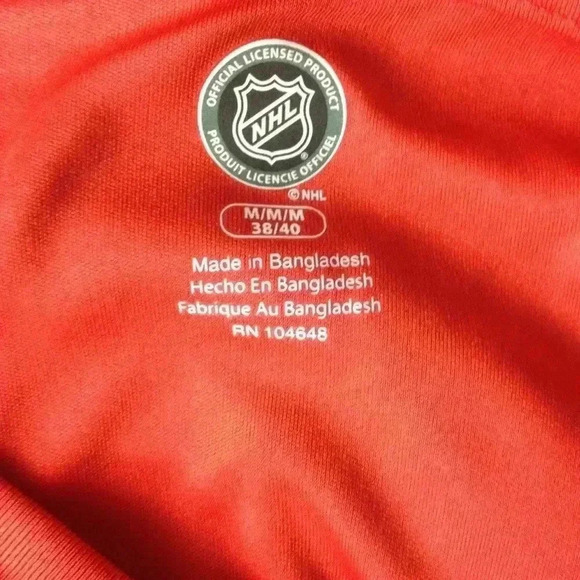 OFFICIAL LICENSED PRODUCT
NHL
PRODUIT LICENCIE OFFICIEL
© NHL
M/M/M
38/40
Made in Bangladesh
Hecho En Bangladesh
Fabrique Au Bangladesh
RN 104648